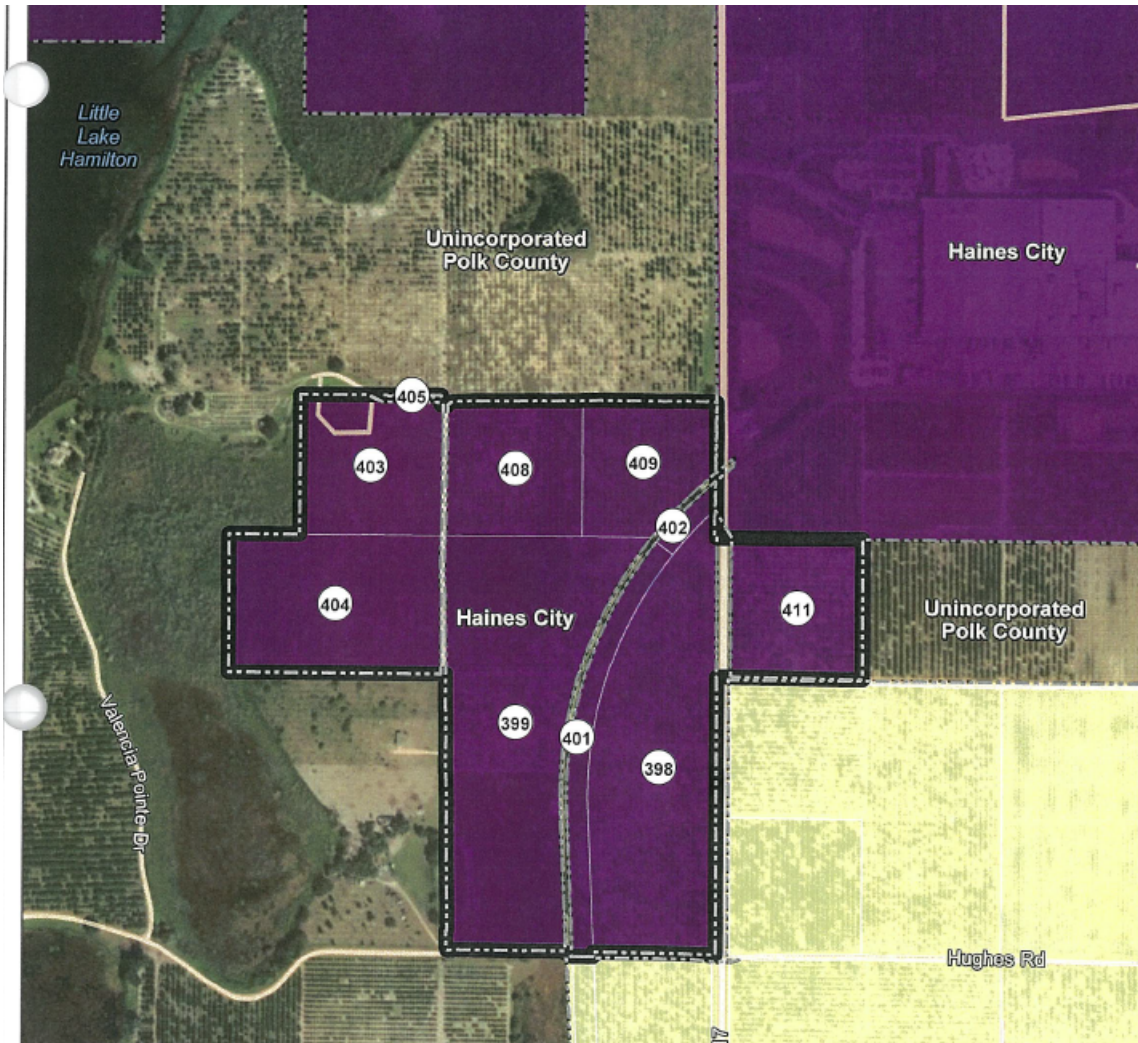 Little
Lake
Hamilton
Unincorporated
Polk County
Haines City
405
403
408
409
402
404
Haines City
411
Unincorporated
Polk County
399
401
398
Valencia Pointe Dr
Hughes Rd
17